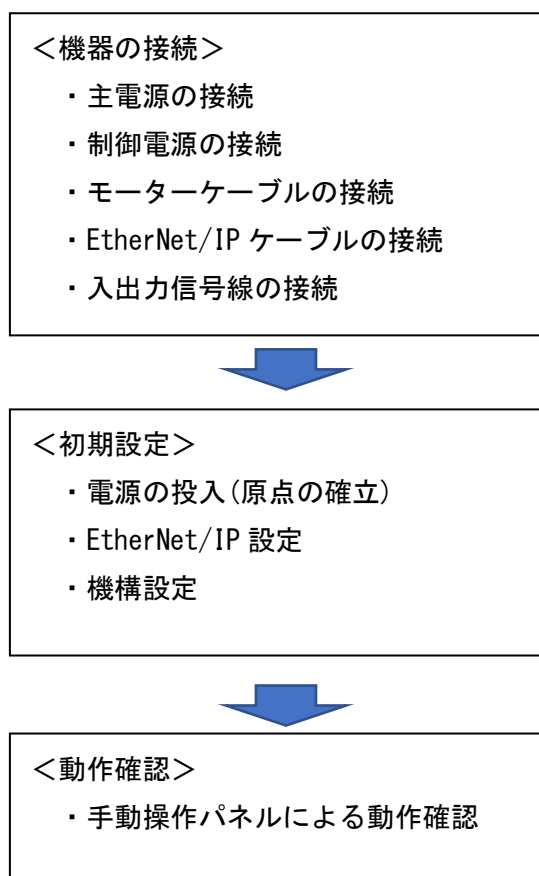 ＜機器の接続＞
・主電源の接続
・制御電源の接続
・モーターケーブルの接続
・EtherNet/IP ケーブルの接続
・入出力信号線の接続
＜初期設定＞
・電源の投入(原点の確立)
・EtherNet/IP 設定
・機構設定
＜動作確認＞
・手動操作パネルによる動作確認